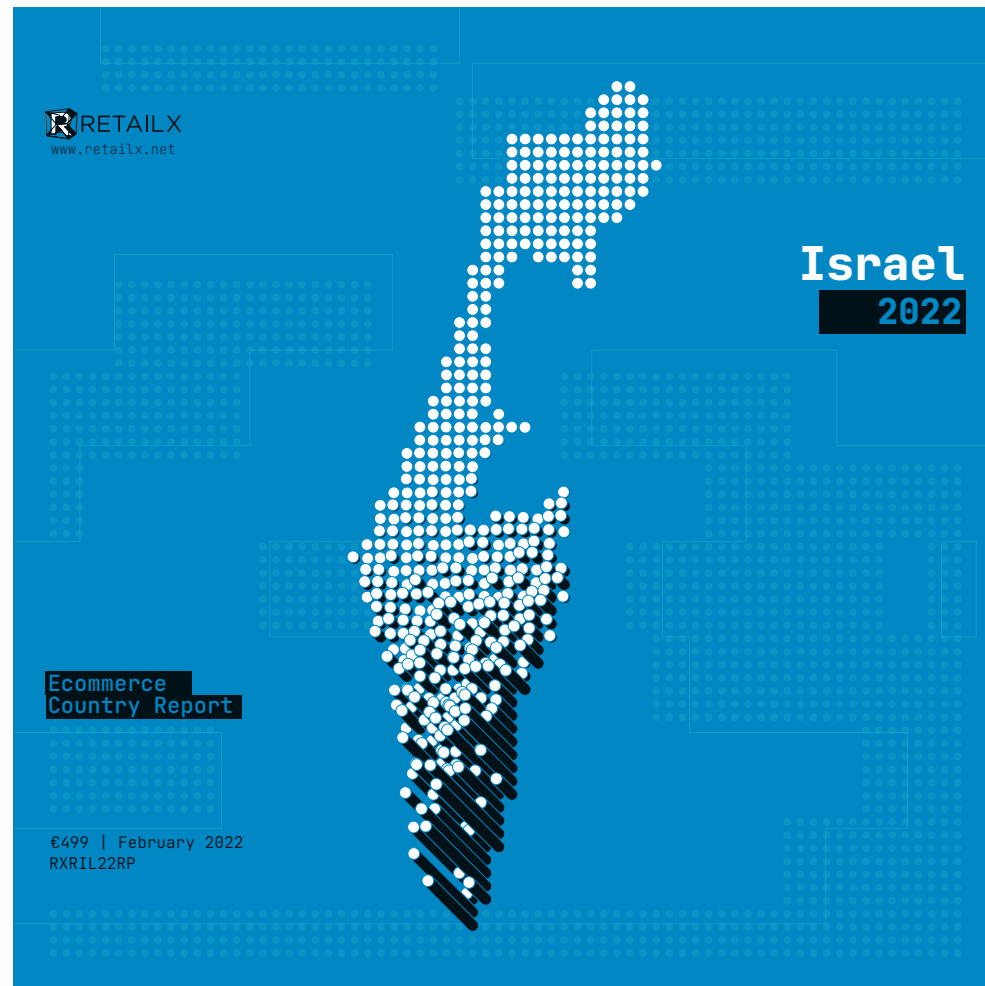 RETAILX
www.retailx.net
Israel
2022
Ecommerce
Country Report
€499 | February 2022
RXRIL22RP